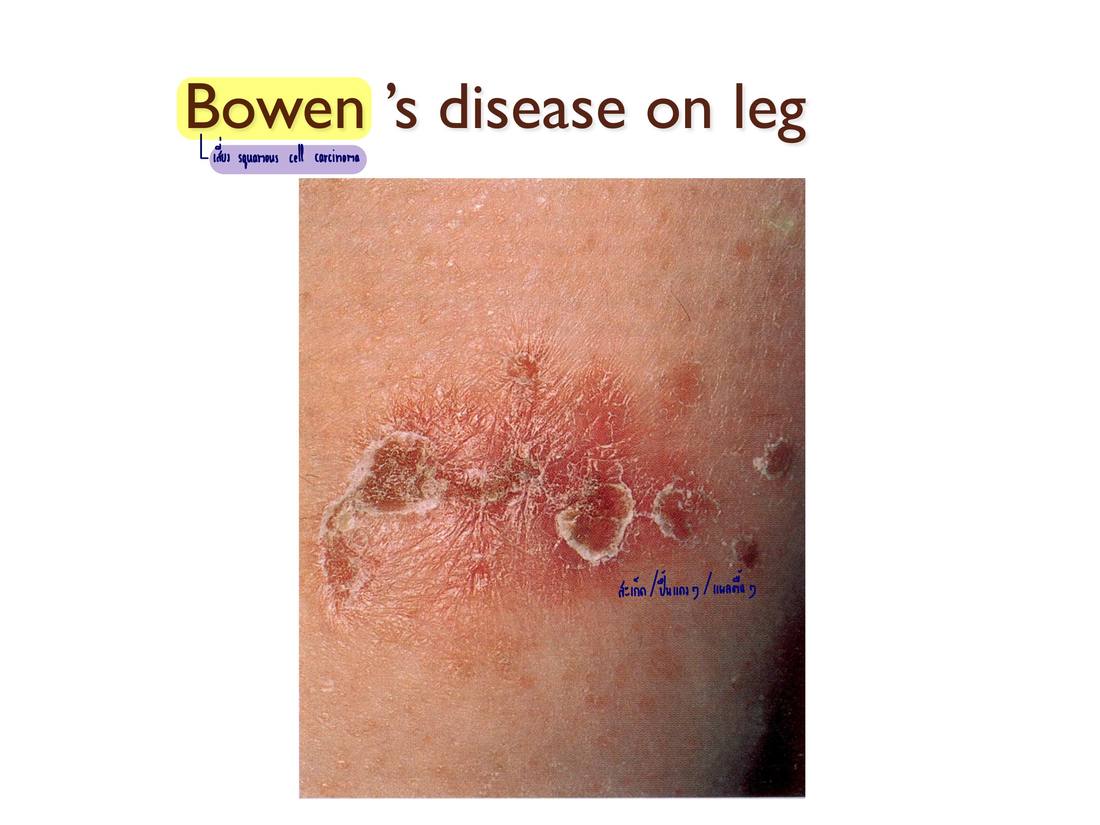 Bowen 's disease on leg
เสี่ยง squamous cell carcinoma
สะเก็ด / ปื้นแดง ๆ / แผลตื้น ๆ